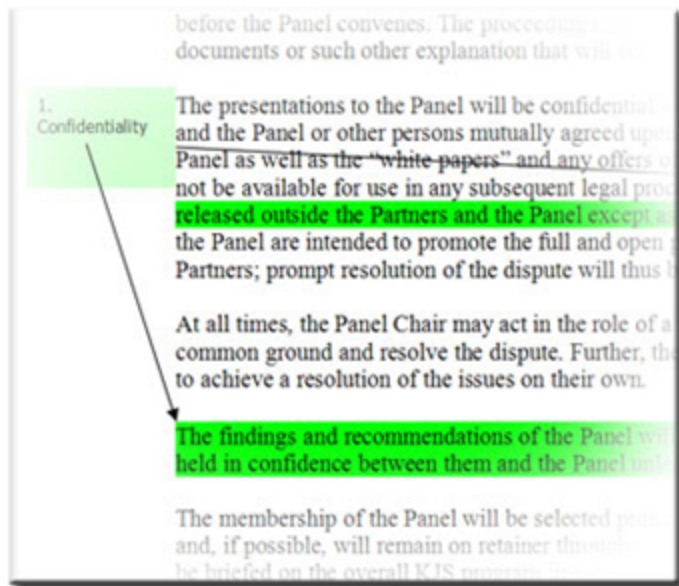 before the Panel convenes. The proceeding
documents or such other explanation that will
1.
Confidentiality
The presentations to the Panel will be confidential
and the Panel or other persons mutually agreed upon
Panel as well as the “white papers” and any offers
not be available for use in any subsequent legal
released outside the Partners and the Panel except as
the Panel are intended to promote the full and open
Partners; prompt resolution of the dispute will thus
At all times, the Panel Chair may act in the role of a
common ground and resolve the dispute. Further, the
to achieve a resolution of the issues on their own.
The findings and recommendations of the Panel will
held in confidence between them and the Panel
The membership of the Panel will be selected
and, if possible, will remain on retainer
be briefed on the overall KJS program